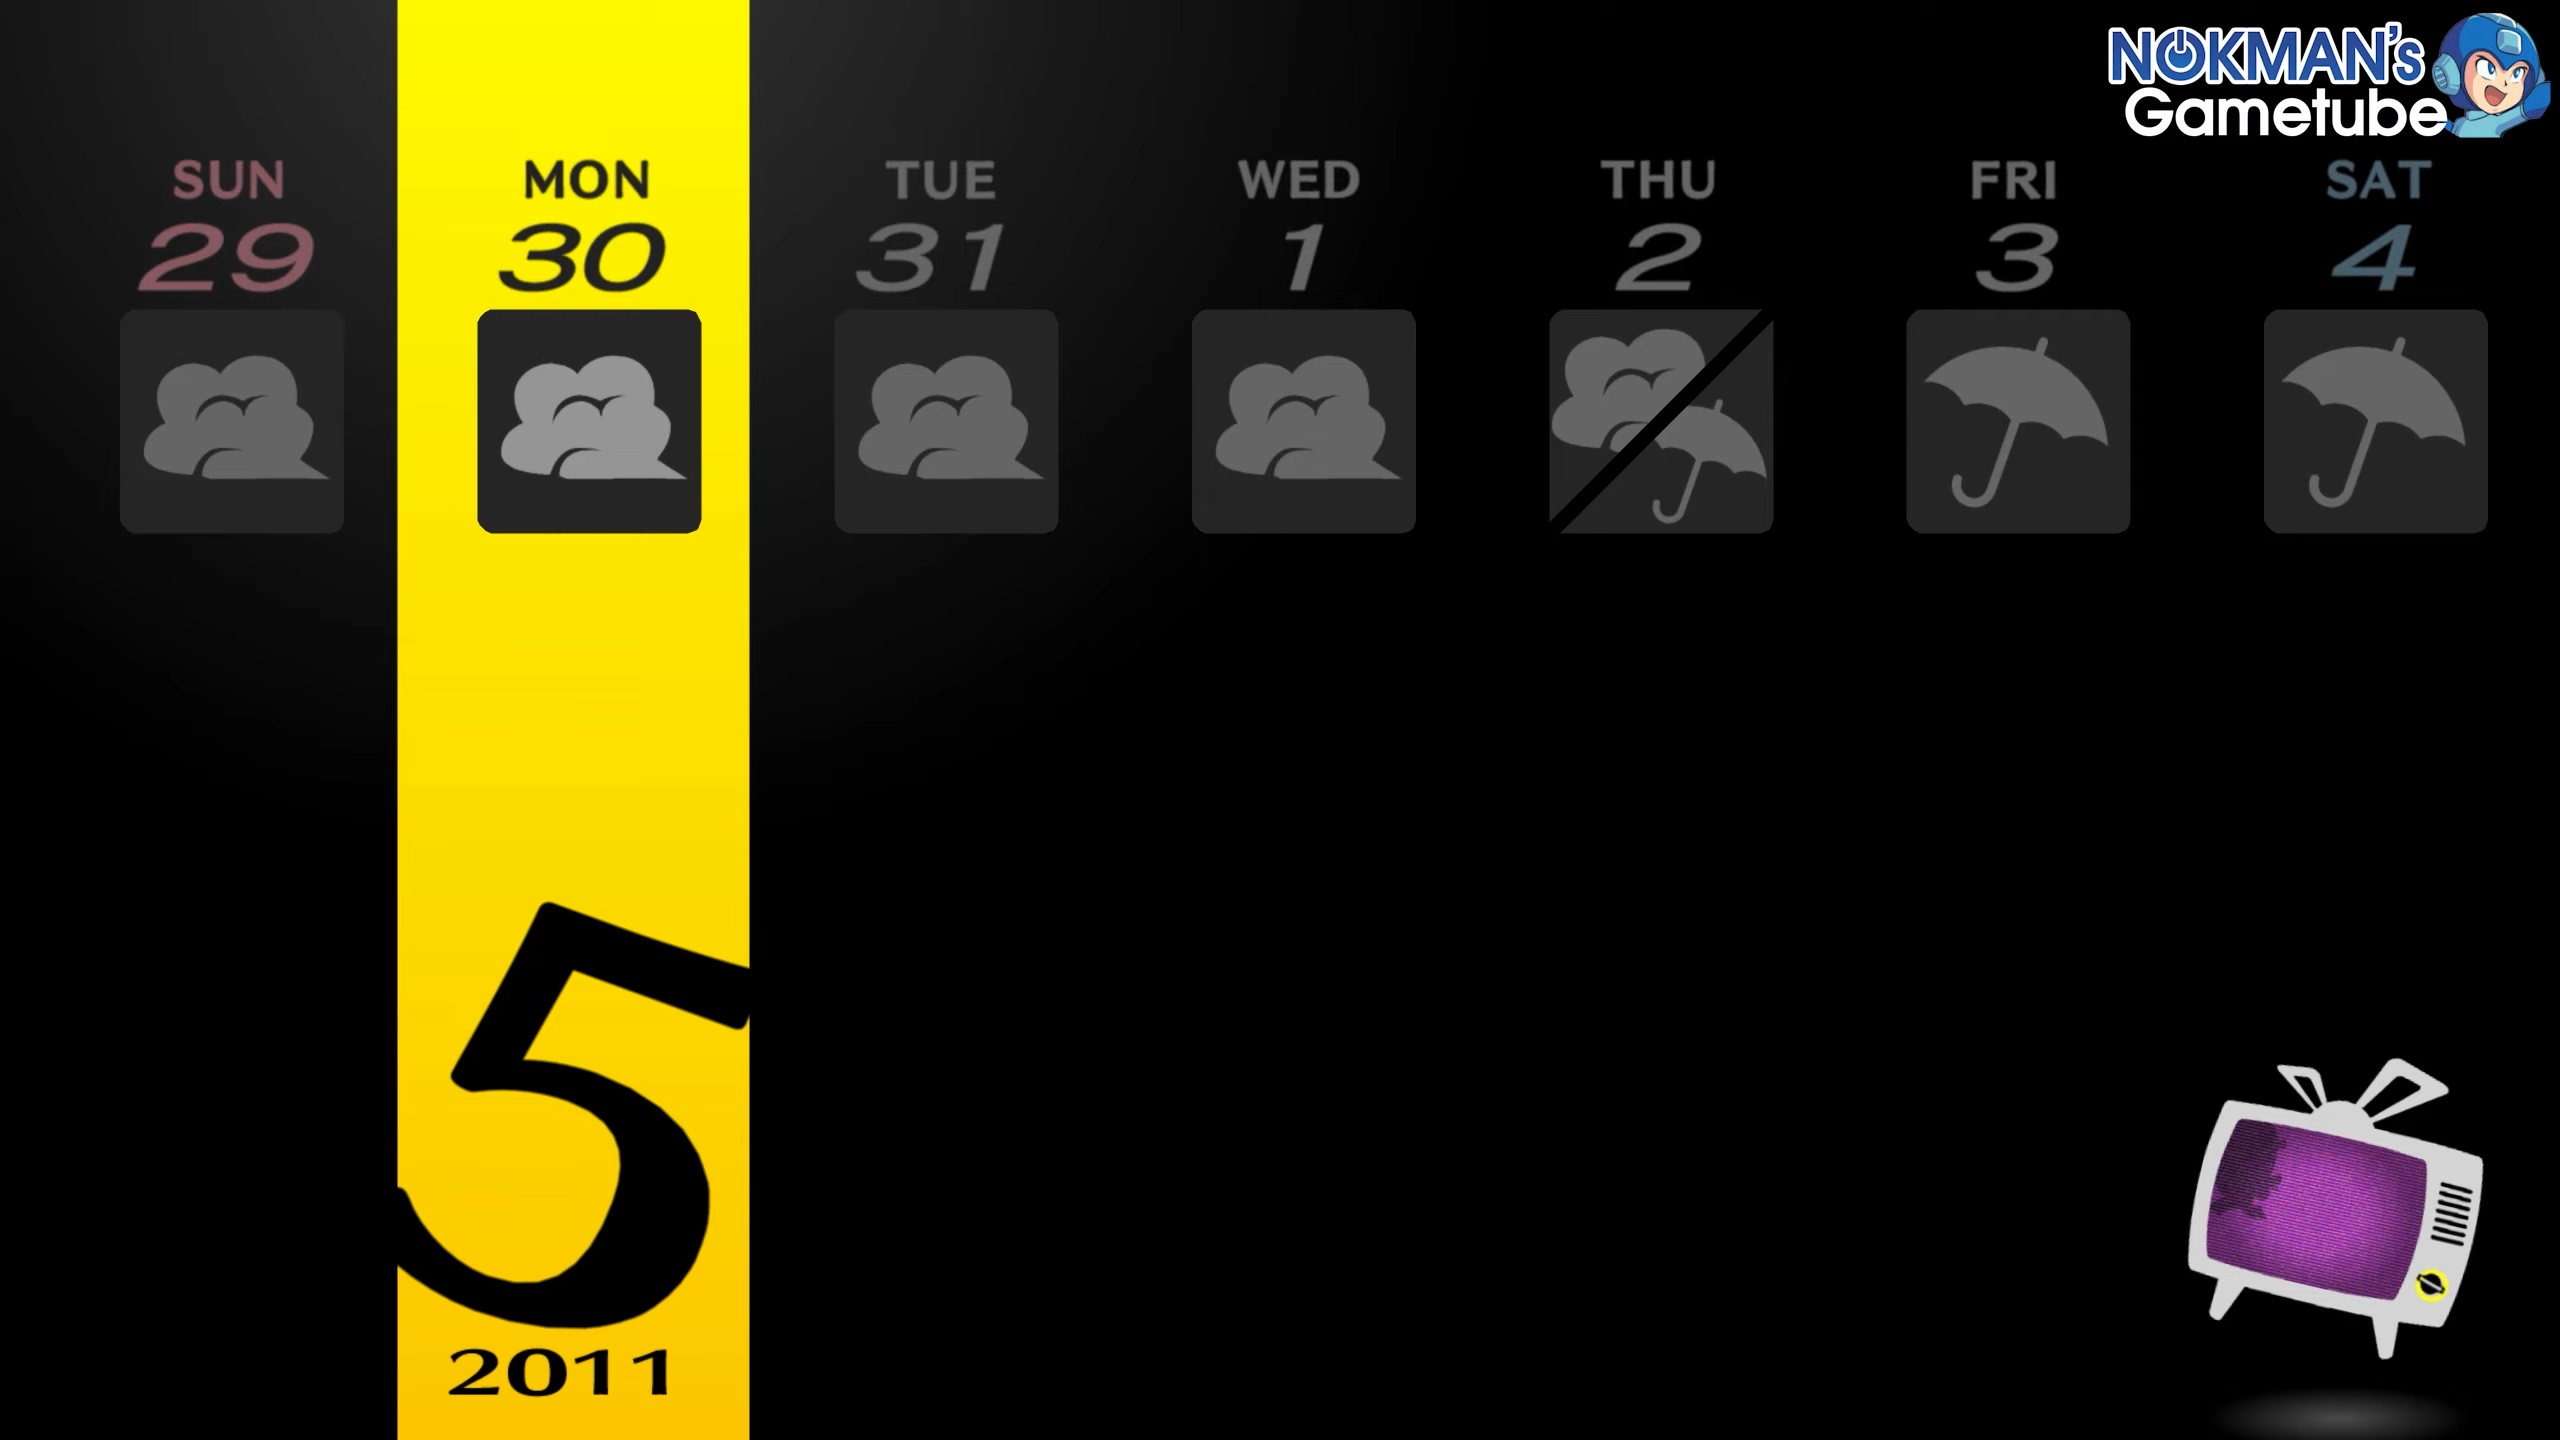 NOKMAN's
Gametube
SUN MON TUE WED THU FRI SAT
29 30 31 1 2 3 4
5
2011